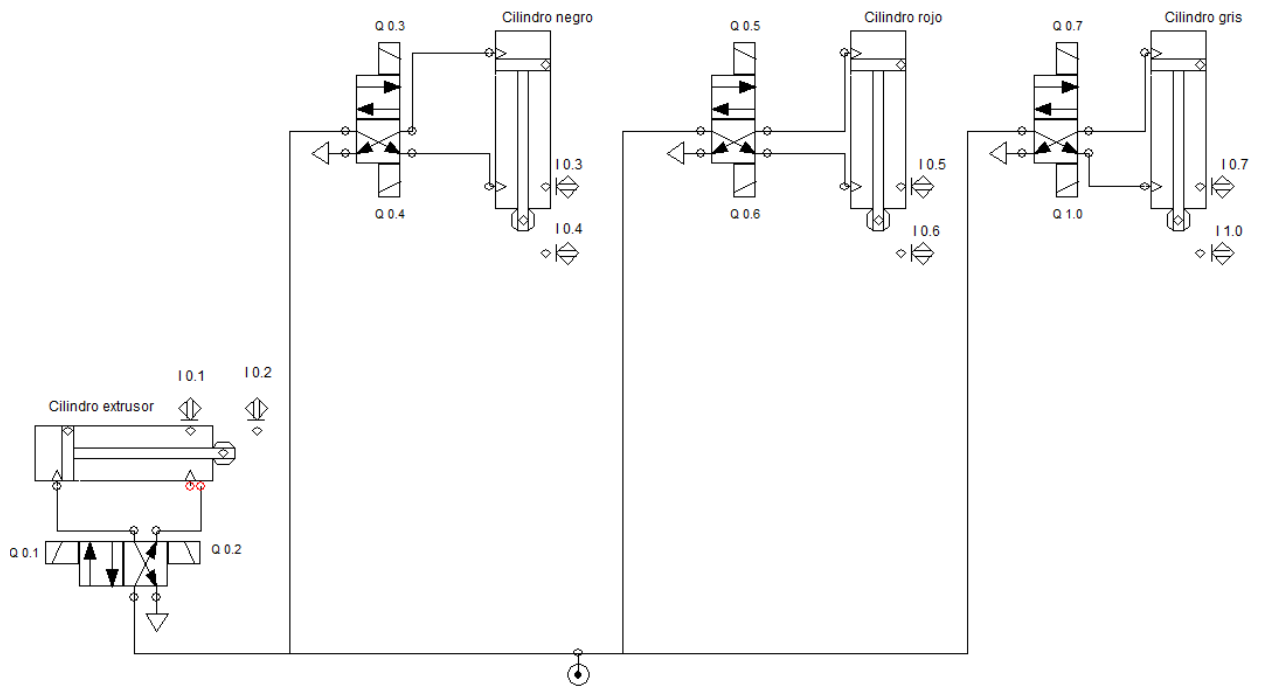 Cilindro negro
Cilindro rojo
Cilindro gris
Q 0.3
Q 0.5
Q 0.7
I 0.3
I 0.5
I 0.7
Q 0.4
Q 0.6
Q 1.0
I 0.4
I 0.6
I 1.0
I 0.1
I 0.2
Cilindro extrusor
Q 0.1
Q 0.2